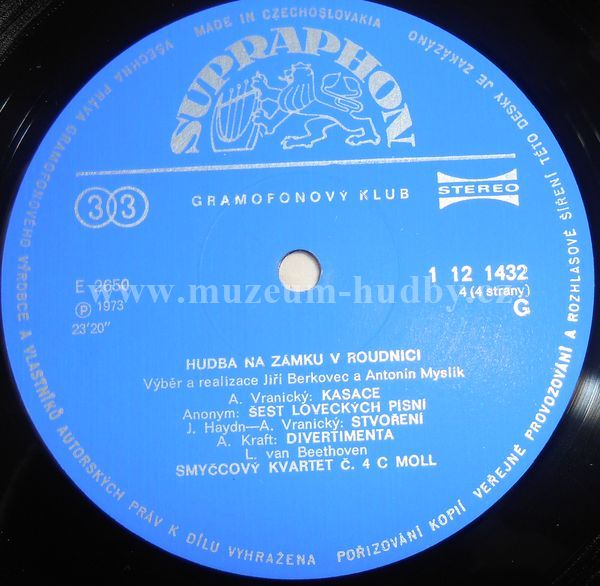 MADE IN CZECHOSLOVAKIA
SUPRAPHON
33
GRAMOFONOVÝ KLUB
STEREO
E 2650
Ⓟ 1973
23'20"
1 12 1432
4 (4 strany)
G
www.muzeum-hudby.cz
HUDBA NA ZÁMKU V ROUDNICI
Výběr a realizace Jiří Berkovec a Antonín Myslík
A. Vranický: KASACE
Anonym: ŠEST LOVECKÝCH PÍSNÍ
J. Haydn—A. Vranický: STVOŘENÍ
A. Kraft: DIVERTIMENTA
L. van Beethoven
SMYČCOVÝ KVARTET Č. 4 C MOLL
VŠECHNA PRÁVA GRAMOFONOVÉHO VÝROBCE A VLASTNÍKŮ AUTORSKÝCH PRÁV K DÍLU VYHRAŽENA
POŘIZOVÁNÍ KOPIÍ VEŘEJNÉ PROVOZOVÁNÍ A ROZHLASOVÉ ŠÍŘENÍ TÉTO DESKY JE ZAKÁZÁNO